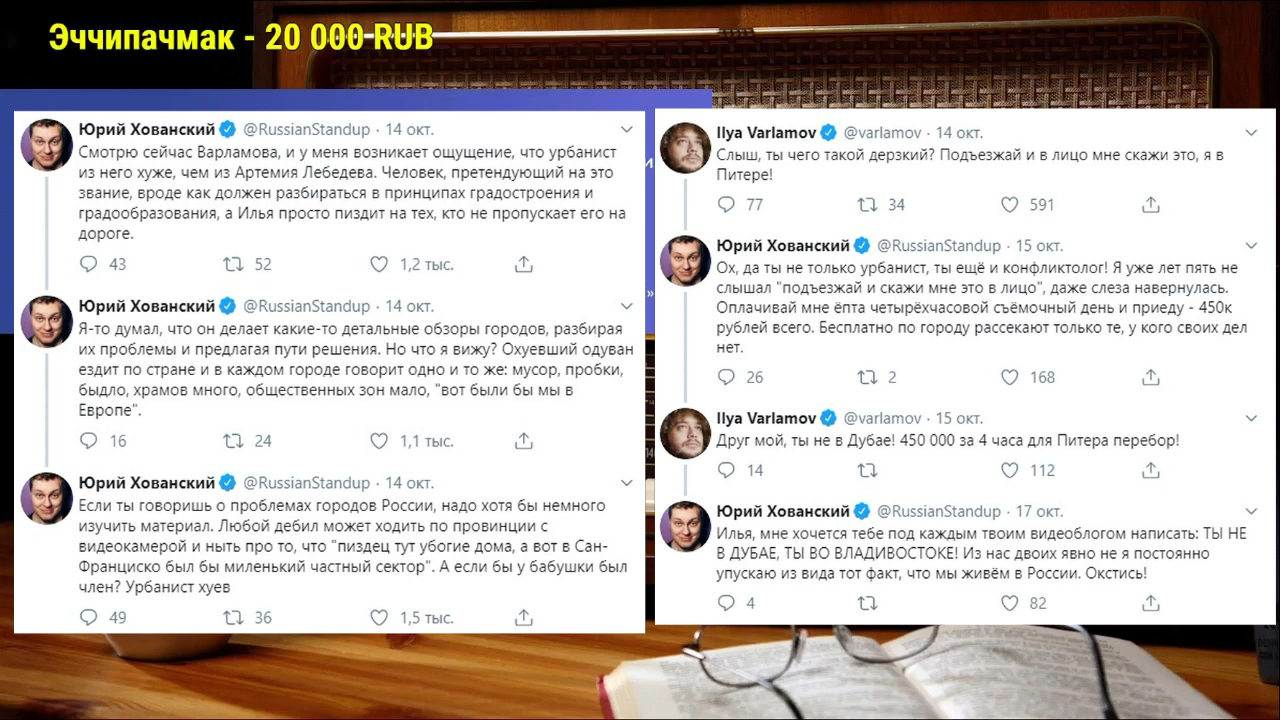 Эччипачмак - 20 000 RUB
Юрий Хованский @RussianStandup · 14 окт.
Смотрю сейчас Варламова, и у меня возникает ощущение, что урбанист
из него хуже, чем из Артемия Лебедева. Человек, претендующий на это
звание, вроде как должен разбираться в принципах градостроения и
градообразования, а Илья просто пиздит на тех, кто не пропускает его на
дороге.
43 52 1,2 тыс.
Юрий Хованский @RussianStandup · 14 окт.
Я-то думал, что он делает какие-то детальные обзоры городов, разбирая
их проблемы и предлагая пути решения. Но что я вижу? Охуевший одуван
ездит по стране и в каждом городе говорит одно и то же: мусор, пробки,
быдло, храмов много, общественных зон мало, "вот были бы мы в
Европе".
16 24 1,1 тыс.
Юрий Хованский @RussianStandup · 14 окт.
Если ты говоришь о проблемах городов России, надо хотя бы немного
изучить материал. Любой дебил может ходить по провинции с
видеокамерой и ныть про то, что "пиздец тут убогие дома, а вот в Сан-
Франциско был бы миленький частный сектор". А если бы у бабушки был
член? Урбанист хуев
49 36 1,5 тыс.
Ilya Varlamov @varlamov · 14 окт.
Слыш, ты чего такой дерзкий? Подъезжай и в лицо мне скажи это, я в
Питере!
77 34 591
Юрий Хованский @RussianStandup · 15 окт.
Ох, да ты не только урбанист, ты ещё и конфликтолог! Я уже лет пять не
слышал "подъезжай и скажи мне это в лицо", даже слеза навернулась.
Оплачивай мне ёпта четырёхчасовой съёмочный день и приеду - 450к
рублей всего. Бесплатно по городу рассекают только те, у кого своих дел
нет.
26 2 168
Ilya Varlamov @varlamov · 15 окт.
Друг мой, ты не в Дубае! 450 000 за 4 часа для Питера перебор!
14 112
Юрий Хованский @RussianStandup · 17 окт.
Илья, мне хочется тебе под каждым твоим видеоблогом написать: ТЫ НЕ
В ДУБАЕ, ТЫ ВО ВЛАДИВОСТОКЕ! Из нас двоих явно не я постоянно
упускаю из вида тот факт, что мы живём в России. Окстись!
4 82